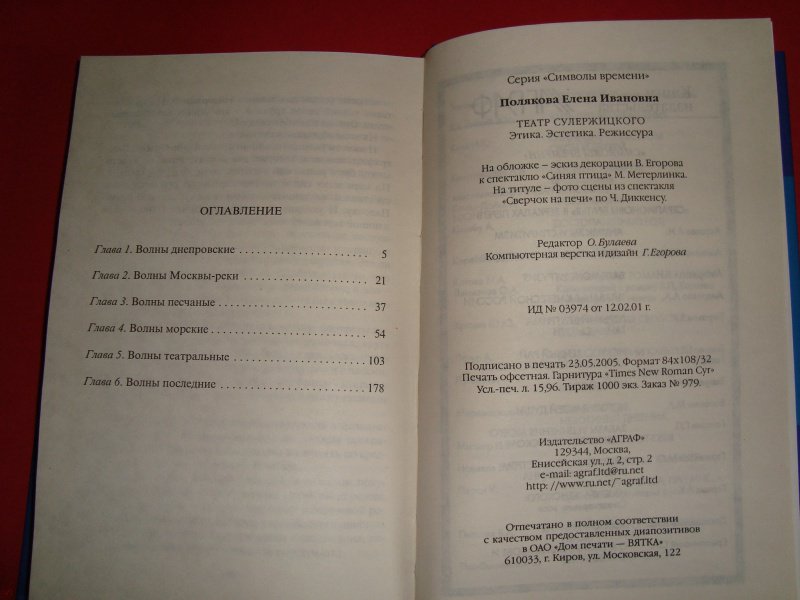 ОГЛАВЛЕНИЕ
Глава 1. Волны днепровские . . . . . . . . . . . . . . . . . . . . . . 5
Глава 2. Волны Москвы-реки . . . . . . . . . . . . . . . . . . . . 21
Глава 3. Волны песчаные . . . . . . . . . . . . . . . . . . . . . . . . 37
Глава 4. Волны морские . . . . . . . . . . . . . . . . . . . . . . . . . 54
Глава 5. Волны театральные . . . . . . . . . . . . . . . . . . . . 103
Глава 6. Волны последние . . . . . . . . . . . . . . . . . . . . . . 178
Серия «Символы времени»
Полякова Елена Ивановна
ТЕАТР СУЛЕРЖИЦКОГО
Этика. Эстетика. Режиссура
На обложке – эскиз декорации В. Егорова
к спектаклю «Синяя птица» М. Метерлинка.
На титуле – фото сцены из спектакля
«Сверчок на печи» по Ч. Диккенсу.
Редактор О. Булаева
Компьютерная верстка и дизайн Г. Егорова
ИД № 03974 от 12.02.01 г.
Подписано в печать 23.05.2005. Формат 84х108/32
Печать офсетная. Гарнитура «Times New Roman Cyr»
Усл.-печ. л. 15,96. Тираж 1000 экз. Заказ № 979.
Издательство «АГРАФ»
129344, Москва,
Енисейская ул., д. 2, стр. 2
e-mail: agraf.ltd@ru.net
http: //www.ru.net/~agraf.ltd
Отпечатано в полном соответствии
с качеством предоставленных диапозитивов
в ОАО «Дом печати — ВЯТКА»
610033, г. Киров, ул. Московская, 122